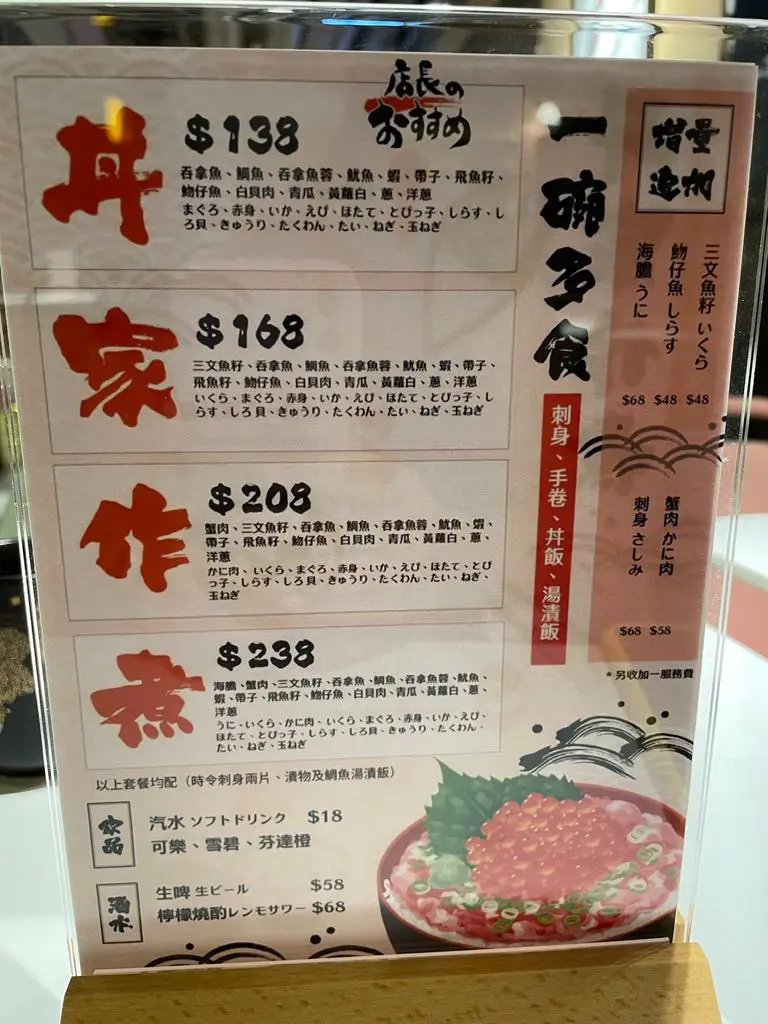 店長の
おすすめ
丼
$138
吞拿魚、鯛魚、吞拿魚蓉、魷魚、蝦、帶子、飛魚籽、
魩仔魚、白貝肉、青瓜、黃蘿白、蔥、洋蔥
まぐろ、赤身、いか、えび、ほたて、とびっ子、しらす、し
ろ貝、きゅうり、たくわん、たい、ねぎ、玉ねぎ
家
$168
三文魚籽、吞拿魚、鯛魚、吞拿魚蓉、魷魚、蝦、帶子、
飛魚籽、魩仔魚、白貝肉、青瓜、黃蘿白、蔥、洋蔥
いくら、まぐろ、赤身、いか、えび、ほたて、とびっ子、し
らす、しろ貝、きゅうり、たくわん、たい、ねぎ、玉ねぎ
作
$208
蟹肉、三文魚籽、吞拿魚、鯛魚、吞拿魚蓉、魷魚、蝦、
帶子、飛魚籽、魩仔魚、白貝肉、青瓜、黃蘿白、蔥、
洋蔥
かに肉、いくら、まぐろ、赤身、いか、えび、ほたて、とび
っ子、しらす、しろ貝、きゅうり、たくわん、たい、ねぎ、
玉ねぎ
煮
$238
海膽、蟹肉、三文魚籽、吞拿魚、鯛魚、吞拿魚蓉、魷魚、
蝦、帶子、飛魚籽、魩仔魚、白貝肉、青瓜、黃蘿白、蔥、
洋蔥
うに、いくら、かに肉、いくら、まぐろ、赤身、いか、えび、
ほたて、とびっ子、しらす、しろ貝、きゅうり、たくわん、
たい、ねぎ、玉ねぎ
以上套餐均配（時令刺身兩片、漬物及鯛魚湯漬飯）
飲品
汽水 ソフトドリンク $18
可樂、雪碧、芬達橙
酒水
生啤 生ビール $58
檸檬燒酌レンモサワー $68
一碗多食
刺身、手卷、丼飯、湯漬飯
增量
追加
三文魚籽 いくら
魩仔魚 しらす
海膽 うに
$68 $48 $48
蟹肉 かに肉
刺身 さしみ
$68 $58
*另收加一服務費